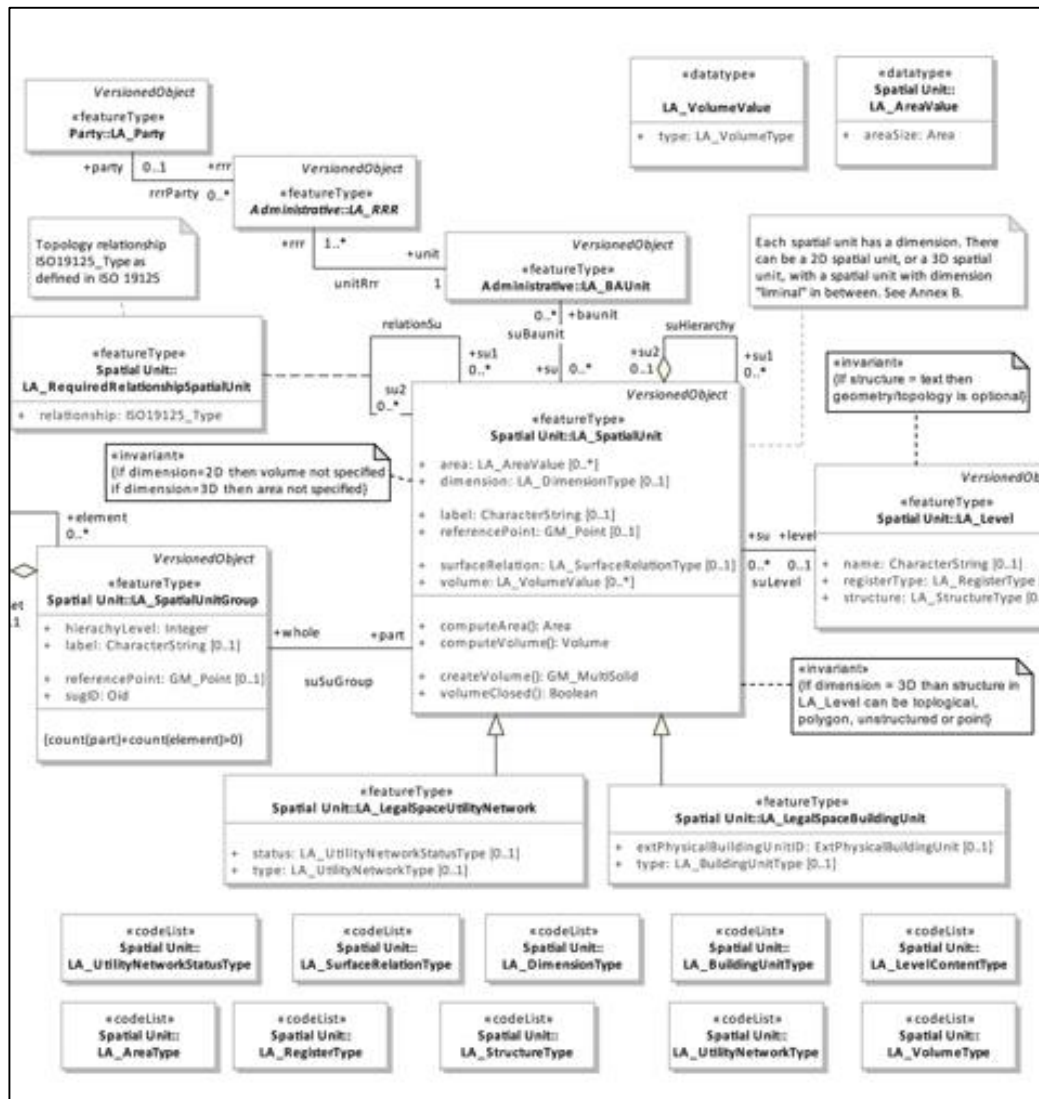 VersionedObject
«featureType»
Party::LA_Party
+party
0..1
+rrr
rrrParty
0..*
VersionedObject
«featureType»
Administrative::LA_RRR
+rrr
1..*
+unit
unitRrr
1
VersionedObject
«featureType»
Administrative::LA_BAUnit
0..*
+baunit
suBaunit
+su
0..*
«datatype»
LA_VolumeValue
+ type: LA_VolumeType
«datatype»
Spatial Unit::
LA_AreaValue
+ areaSize: Area
Topology relationship
ISO19125_Type as
defined in ISO 19125
Each spatial unit has a dimension. There
can be a 2D spatial unit, or a 3D spatial
unit, with a spatial unit with dimension
"liminal" in between. See Annex B.
«featureType»
Spatial Unit::
LA_RequiredRelationshipSpatialUnit
+ relationship: ISO19125_Type
relationSu
+su1
0..*
su2
0..*
suHierarchy
+su2
0..1
+su1
0..*
«invariant»
{If structure = text then
geometry/topology is optional}
«invariant»
{If dimension=2D then volume not specified
if dimension=3D then area not specified}
VersionedObject
«featureType»
Spatial Unit::LA_SpatialUnit
+ area: LA_AreaValue [0..*]
+ dimension: LA_DimensionType [0..1]
+ label: CharacterString [0..1]
+ referencePoint: GM_Point [0..1]
+ surfaceRelation: LA_SurfaceRelationType [0..1]
+ volume: LA_VolumeValue [0..*]
+ computeArea(): Area
+ computeVolume(): Volume
+ createVolume(): GM_MultiSolid
+ volumeClosed(): Boolean
+su
+level
0..*
0..1
suLevel
VersionedOb
«featureType»
Spatial Unit::LA_Level
+ name: CharacterString [0..1]
+ registerType: LA_RegisterType
+ structure: LA_StructureType [0.
+element
0..*
et
.1
VersionedObject
«featureType»
Spatial Unit::LA_SpatialUnitGroup
+ hierachyLevel: Integer
+ label: CharacterString [0..1]
+ referencePoint: GM_Point [0..1]
+ sugID: Oid
{count(part)+count(element)>0}
+whole
+part
suSuGroup
«invariant»
{If dimension = 3D than structure in
LA_Level can be toplogical,
polygon, unstructured or point}
«featureType»
Spatial Unit::LA_LegalSpaceUtilityNetwork
+ status: LA_UtilityNetworkStatusType [0..1]
+ type: LA_UtilityNetworkType [0..1]
«featureType»
Spatial Unit::LA_LegalSpaceBuildingUnit
+ extPhysicalBuildingUnitID: ExtPhysicalBuildingUnit [0..1]
+ type: LA_BuildingUnitType [0..1]
«codeList»
Spatial Unit::
LA_UtilityNetworkStatusType
«codeList»
Spatial Unit::
LA_SurfaceRelationType
«codeList»
Spatial Unit::
LA_DimensionType
«codeList»
Spatial Unit::
LA_BuildingUnitType
«codeList»
Spatial Unit::
LA_LevelContentType
«codeList»
Spatial Unit::
LA_AreaType
«codeList»
Spatial Unit::
LA_RegisterType
«codeList»
Spatial Unit::
LA_StructureType
«codeList»
Spatial Unit::
LA_UtilityNetworkType
«codeList»
Spatial Unit::
LA_VolumeType